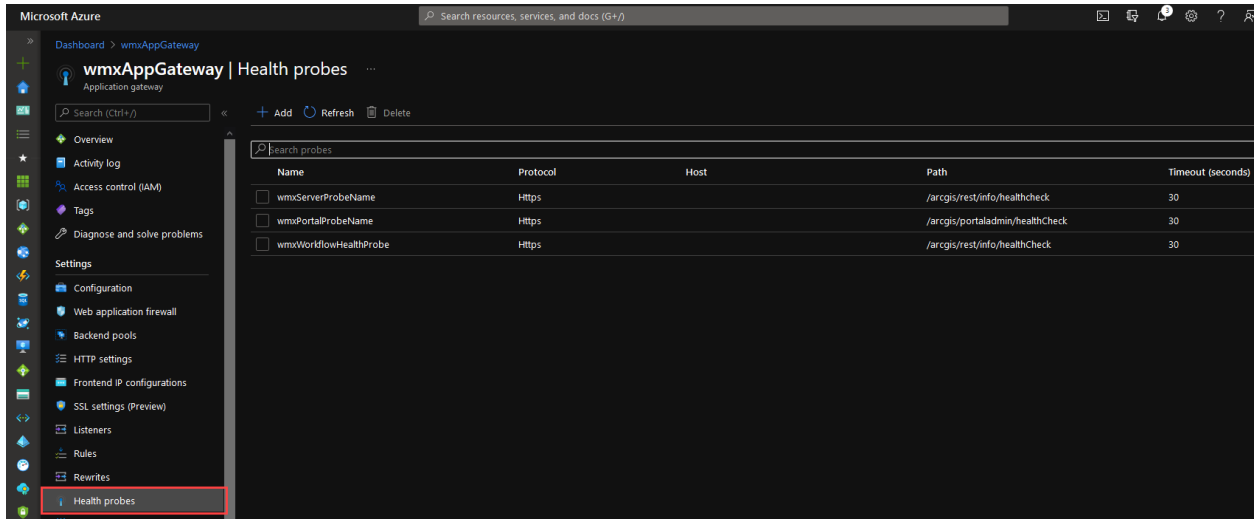 Microsoft Azure
Search resources, services, and docs (G+/)
3
Dashboard > wmxAppGateway
wmxAppGateway | Health probes ...
Application gateway
Search (Ctrl+/)
Add Refresh Delete
Search probes
Name Protocol Host Path Timeout (seconds)
wmxServerProbeName Https /arcgis/rest/info/healthcheck 30
wmxPortalProbeName Https /arcgis/portaladmin/healthCheck 30
wmxWorkflowHealthProbe Https /arcgis/rest/info/healthCheck 30
Overview
Activity log
Access control (IAM)
Tags
Diagnose and solve problems
Settings
Configuration
Web application firewall
Backend pools
HTTP settings
Frontend IP configurations
SSL settings (Preview)
Listeners
Rules
Rewrites
Health probes